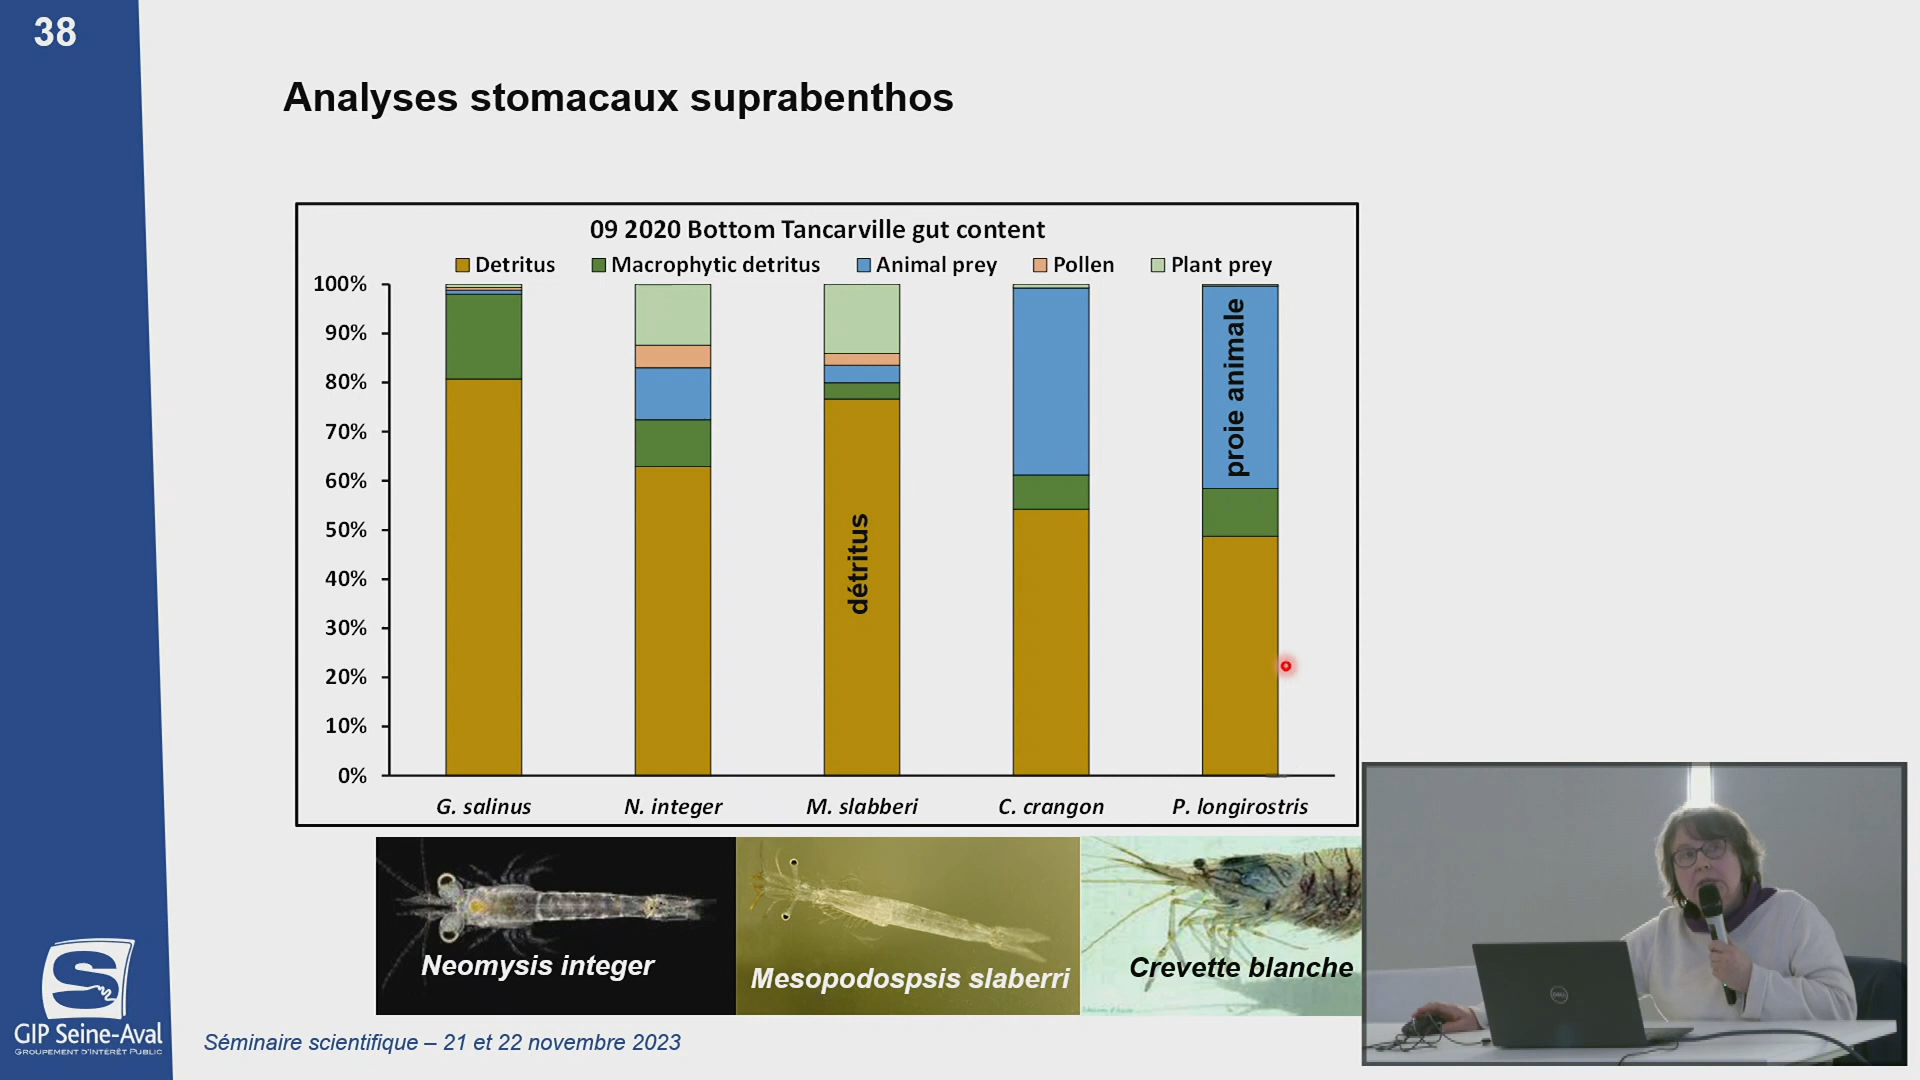 38
Analyses stomacaux suprabenthos
09 2020 Bottom Tancarville gut content
Detritus Macrophytic detritus Animal prey Pollen Plant prey
100%
90%
80%
70%
60%
50%
40%
30%
20%
10%
0%
détritus
proie animale
G. salinus N. integer M. slabberi C. crangon P. longirostris
Neomysis integer
Mesopodospsis slaberri
Crevette blanche
S
GIP Seine-Aval
GROUPEMENT D'INTÉRÊT PUBLIC
Séminaire scientifique – 21 et 22 novembre 2023
DELL